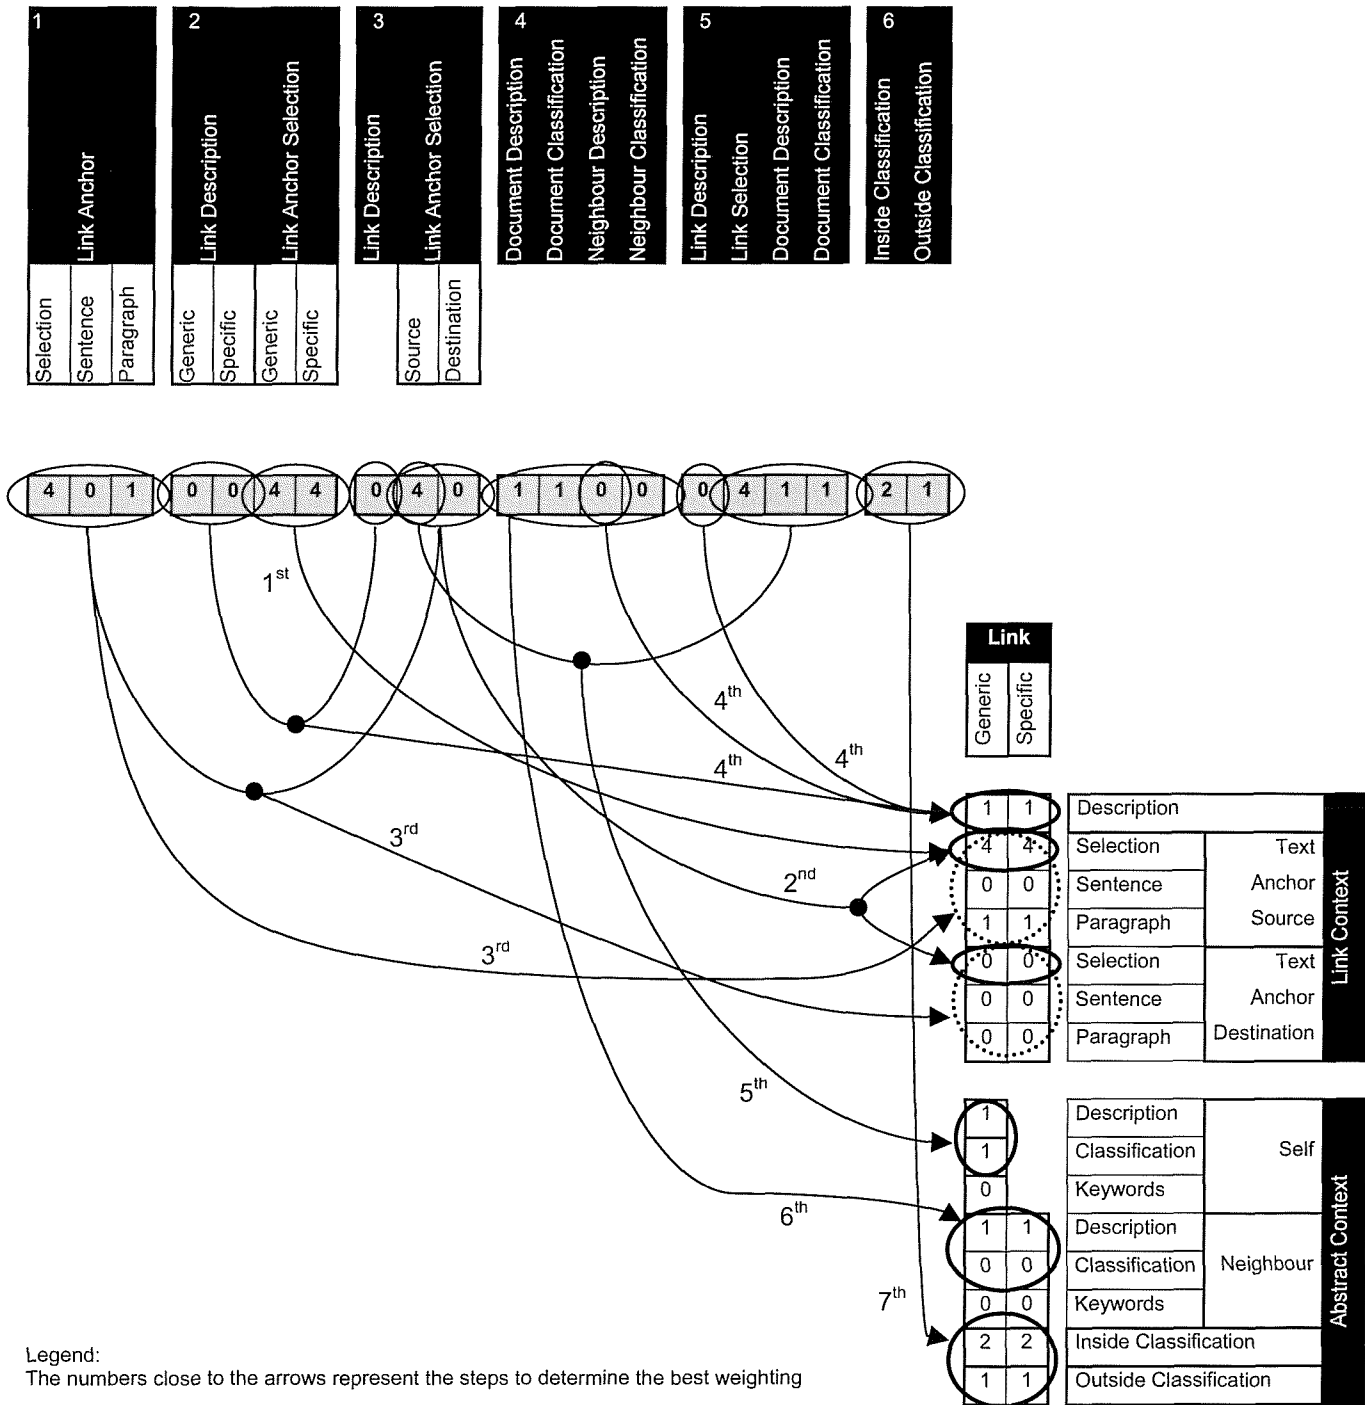 1 2 3 4 5 6
Link Anchor
Link Description
Link Anchor Selection
Link Description
Link Anchor Selection
Document Description
Document Classification
Neighbour Description
Neighbour Classification
Link Description
Link Selection
Document Description
Document Classification
Inside Classification
Outside Classification
Selection
Sentence
Paragraph
Generic
Specific
Generic
Specific
Source
Destination
4 0 1 0 0 4 4 0 4 0 1 1 0 0 0 4 1 1 2 1
1st
Link
Generic
Specific
4th
4th
4th
3rd
2nd
3rd
5th
6th
7th
1 1 Description
4 4 Selection Text
0 0 Sentence Anchor
1 1 Paragraph Source
0 0 Selection Text
0 0 Sentence Anchor
0 0 Paragraph Destination
Link Context
1 Description
1 Classification Self
0 Keywords
1 1 Description
0 0 Classification Neighbour
0 0 Keywords
2 2 Inside Classification
1 1 Outside Classification
Abstract Context
Legend:
The numbers close to the arrows represent the steps to determine the best weighting